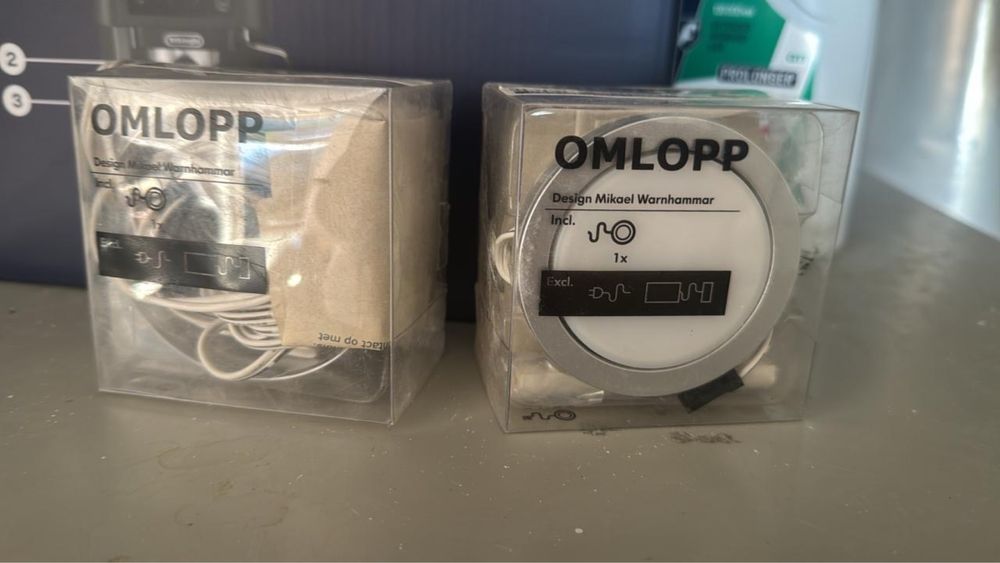 2
3
OMLOPP
Design Mikael Warnhammar
Incl.
1x
Excl.
ntact op met
OMLOPP
Design Mikael Warnhammar
Incl.
1x
Excl.
PROLONGER